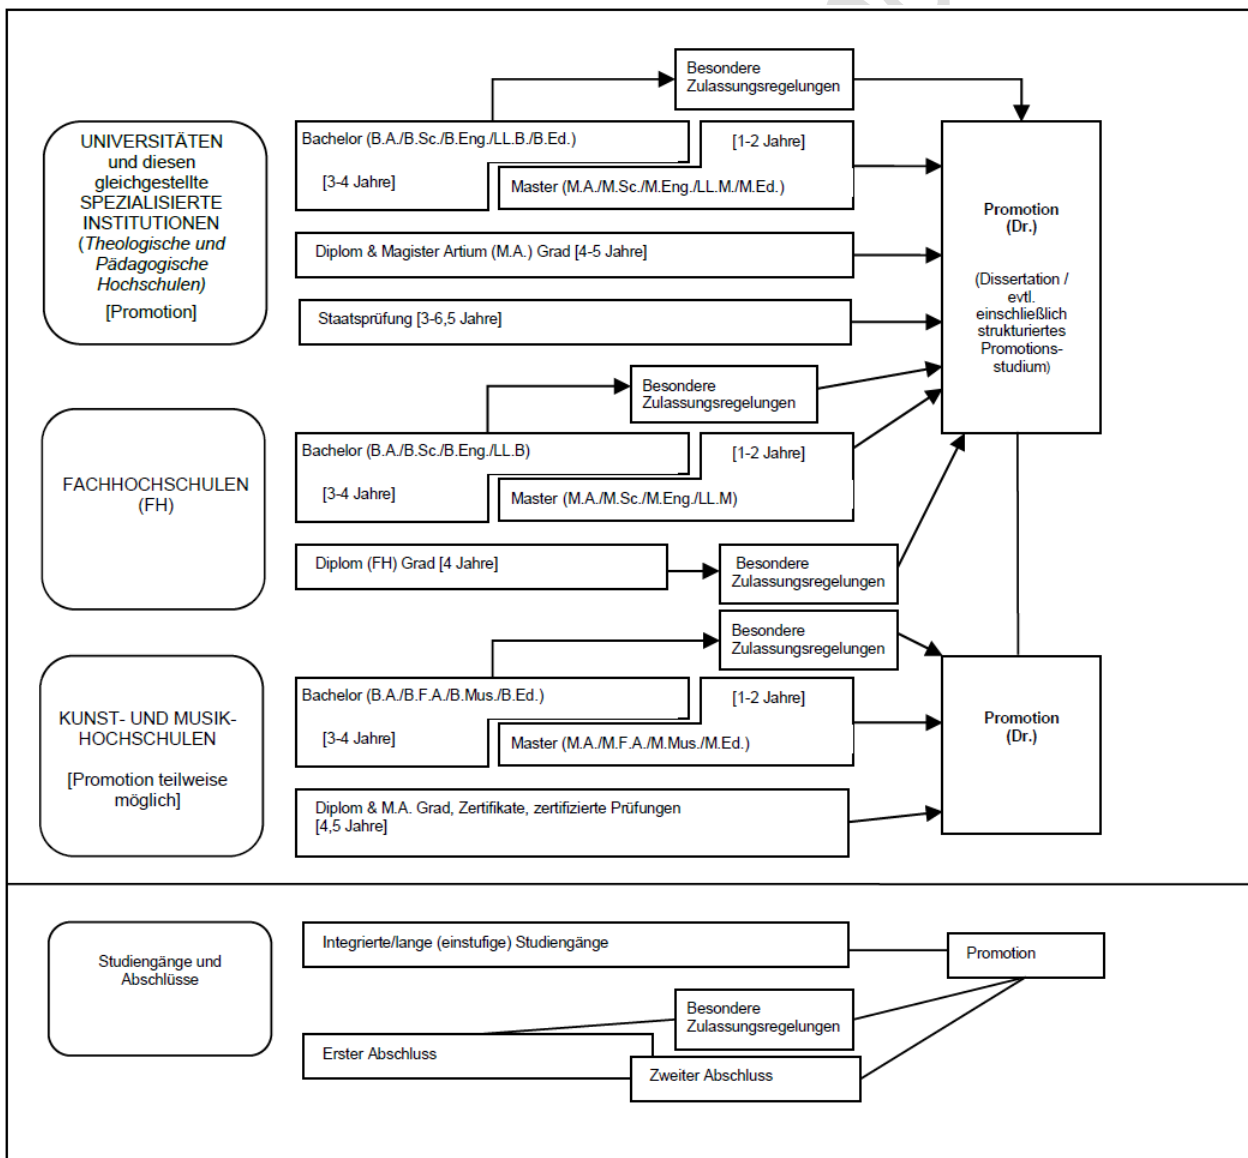 Besondere
Zulassungsregelungen
UNIVERSITÄTEN
und diesen
gleichgestellte
SPEZIALISIERTE
INSTITUTIONEN
(Theologische und
Pädagogische
Hochschulen)
[Promotion]
Bachelor (B.A./B.Sc./B.Eng./LL.B./B.Ed.)
[3-4 Jahre]
[1-2 Jahre]
Master (M.A./M.Sc./M.Eng./LL.M./M.Ed.)
Diplom & Magister Artium (M.A.) Grad [4-5 Jahre]
Staatsprüfung [3-6,5 Jahre]
Promotion
(Dr.)
(Dissertation /
evtl.
einschließlich
strukturiertes
Promotions-
studium)
Besondere
Zulassungsregelungen
FACHHOCHSCHULEN
(FH)
Bachelor (B.A./B.Sc./B.Eng./LL.B)
[3-4 Jahre]
[1-2 Jahre]
Master (M.A./M.Sc./M.Eng./LL.M)
Diplom (FH) Grad [4 Jahre]
Besondere
Zulassungsregelungen
Besondere
Zulassungsregelungen
KUNST- UND MUSIK-
HOCHSCHULEN
[Promotion teilweise
möglich]
Bachelor (B.A./B.F.A./B.Mus./B.Ed.)
[3-4 Jahre]
[1-2 Jahre]
Master (M.A./M.F.A./M.Mus./M.Ed.)
Diplom & M.A. Grad, Zertifikate, zertifizierte Prüfungen
[4,5 Jahre]
Promotion
(Dr.)
Studiengänge und
Abschlüsse
Integrierte/lange (einstufige) Studiengänge
Promotion
Besondere
Zulassungsregelungen
Erster Abschluss
Zweiter Abschluss